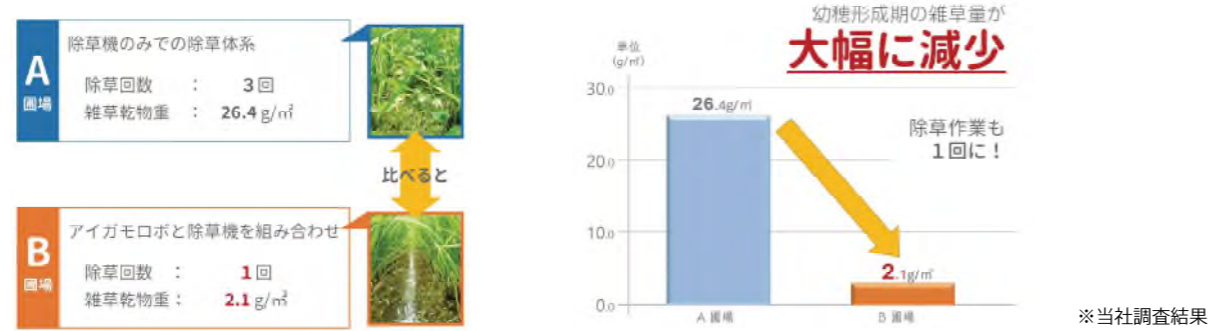 A
圃場
除草機のみでの除草体系
除草回数 : 3回
雑草乾物重 : 26.4 g/㎡
比べると
B
圃場
アイガモロボと除草機を組み合わせ
除草回数 : 1回
雑草乾物重: 2.1 g/㎡
幼穂形成期の雑草量が
大幅に減少
単位
(g/㎡)
30.0
20.0
10.0
0.0
26.4g/㎡
除草作業も
1回に!
2.1g/㎡
A 圃場
B 圃場
※当社調査結果